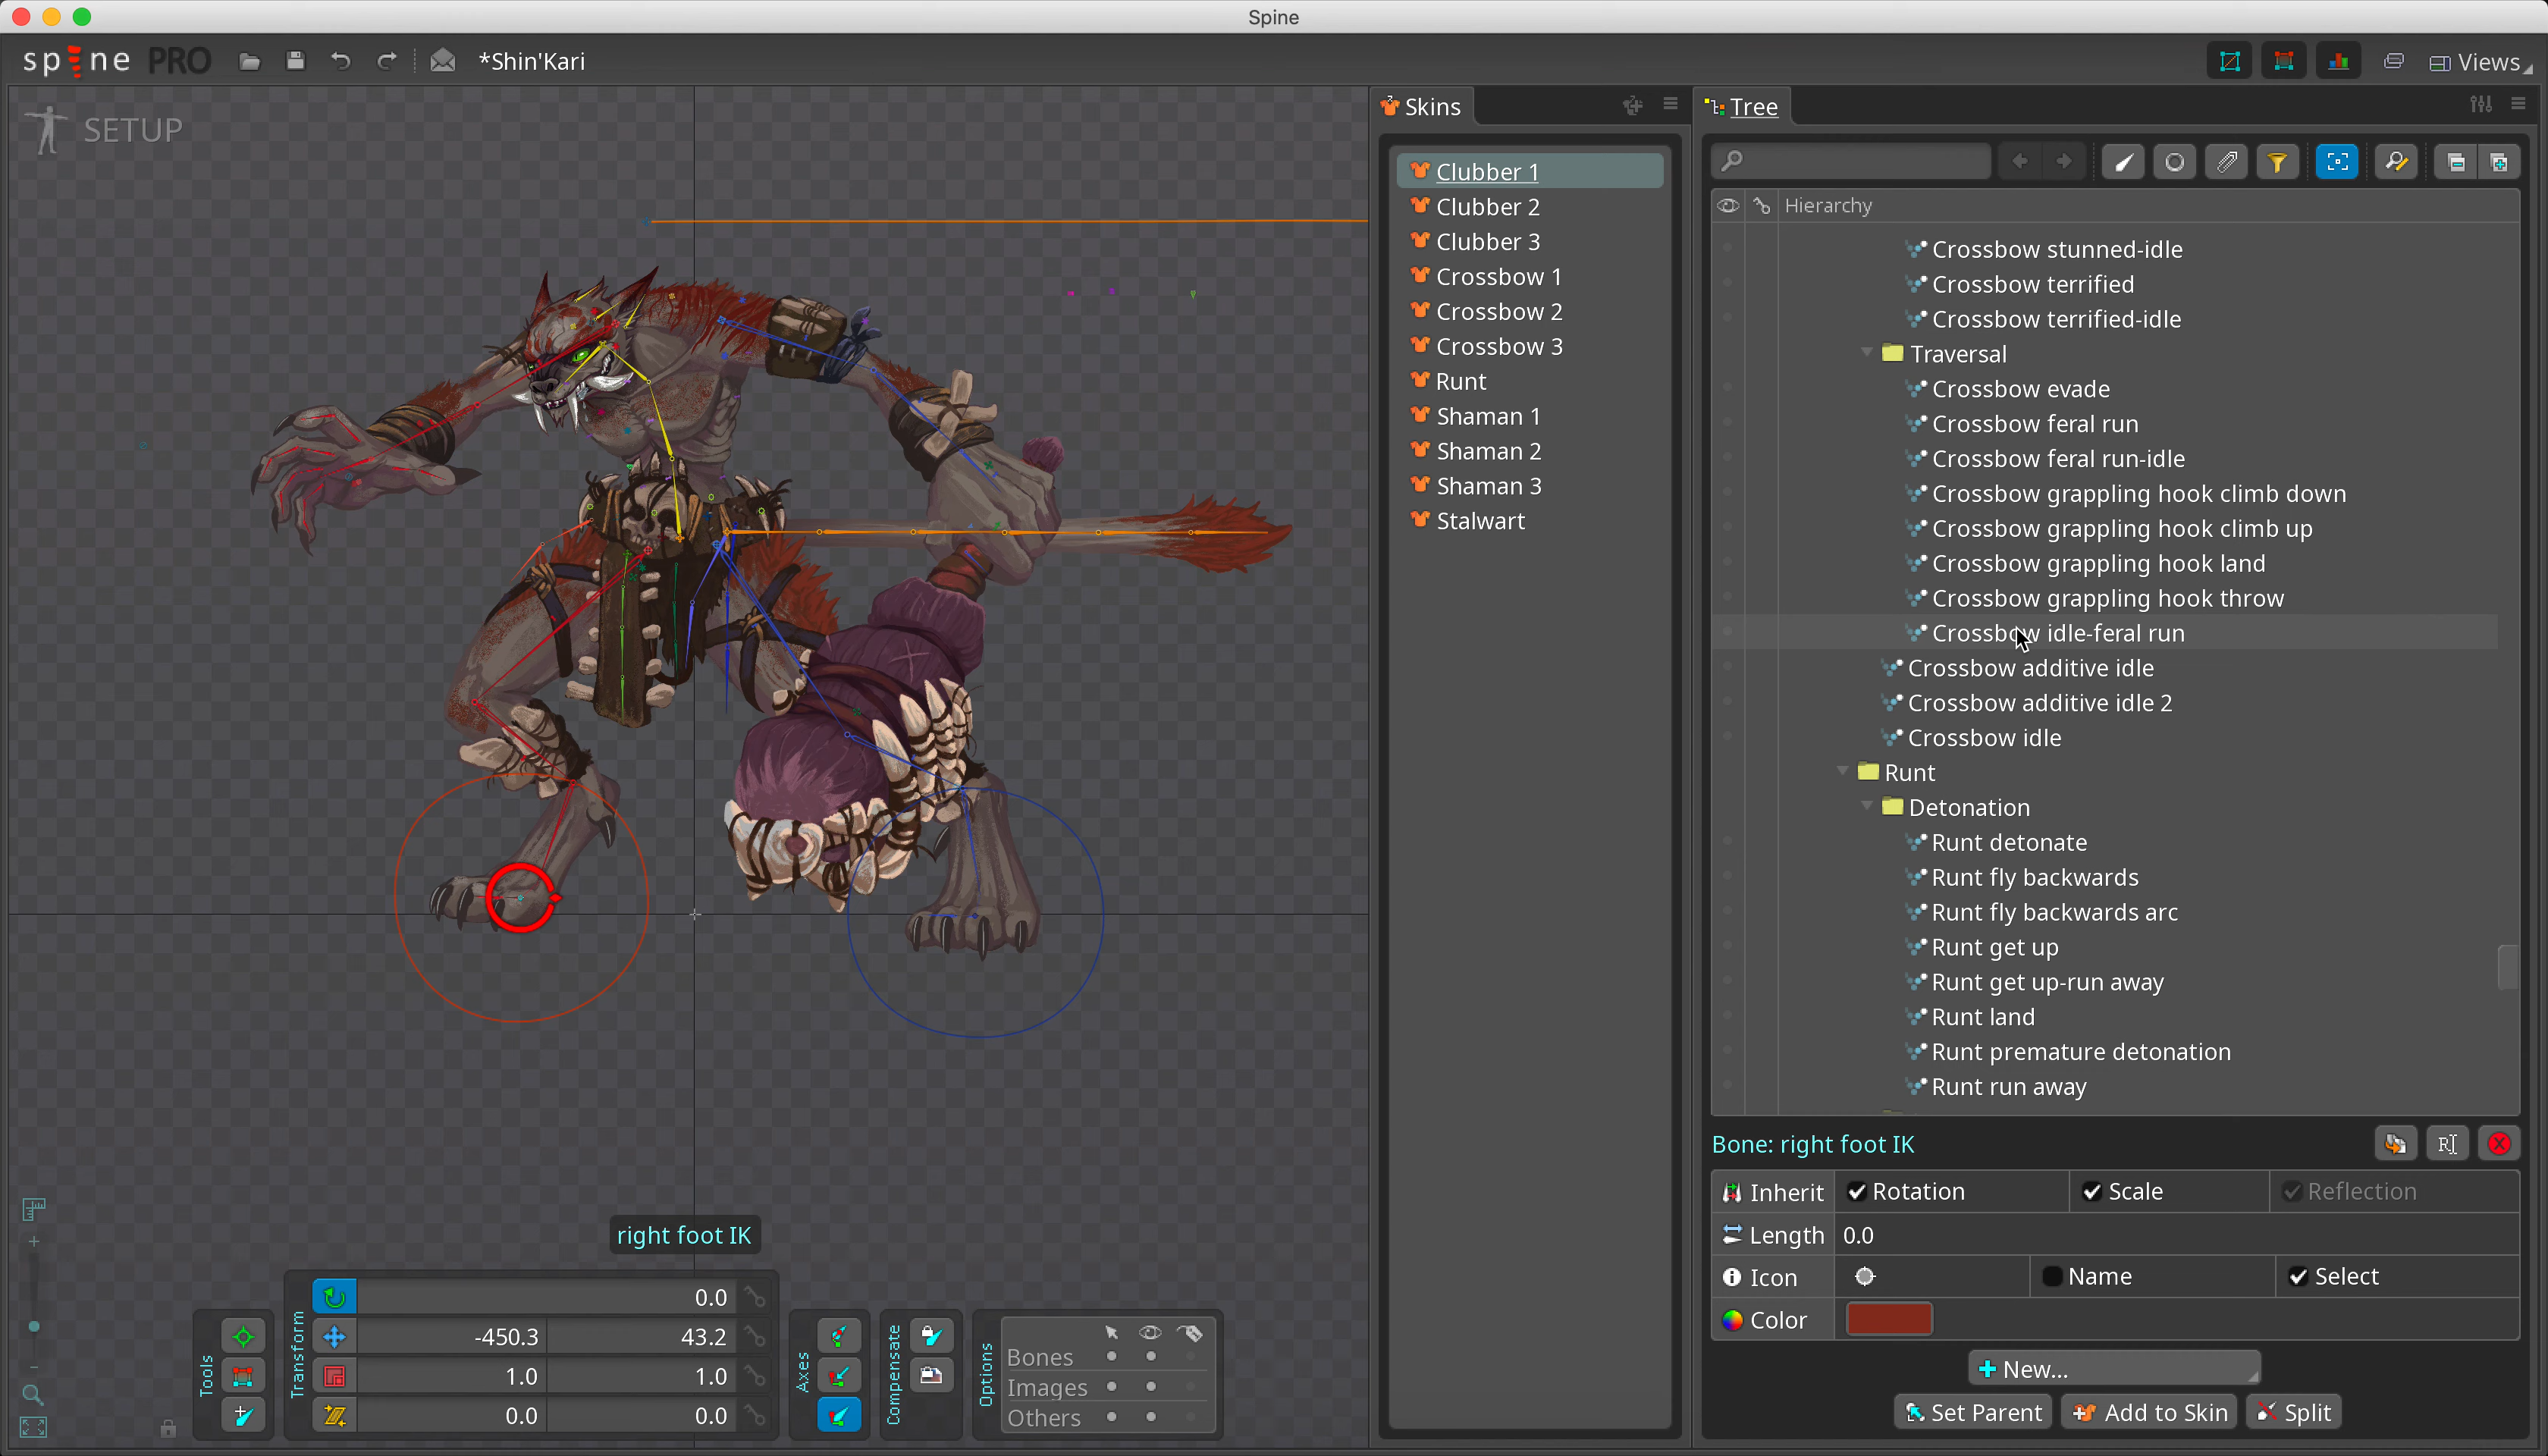 Spine
spine PRO
*Shin'Kari
Views
SETUP
right foot IK
Tools
Transform
0.0
-450.3 43.2
1.0 1.0
0.0 0.0
Axes
Compensate
Options
Bones
Images
Others
Skins
Clubber 1
Clubber 2
Clubber 3
Crossbow 1
Crossbow 2
Crossbow 3
Runt
Shaman 1
Shaman 2
Shaman 3
Stalwart
Tree
Hierarchy
Crossbow stunned-idle
Crossbow terrified
Crossbow terrified-idle
Traversal
Crossbow evade
Crossbow feral run
Crossbow feral run-idle
Crossbow grappling hook climb down
Crossbow grappling hook climb up
Crossbow grappling hook land
Crossbow grappling hook throw
Crossbow idle-feral run
Crossbow additive idle
Crossbow additive idle 2
Crossbow idle
Runt
Detonation
Runt detonate
Runt fly backwards
Runt fly backwards arc
Runt get up
Runt get up-run away
Runt land
Runt premature detonation
Runt run away
Bone: right foot IK
Inherit Rotation Scale Reflection
Length 0.0
Icon Name Select
Color
New...
Set Parent Add to Skin Split